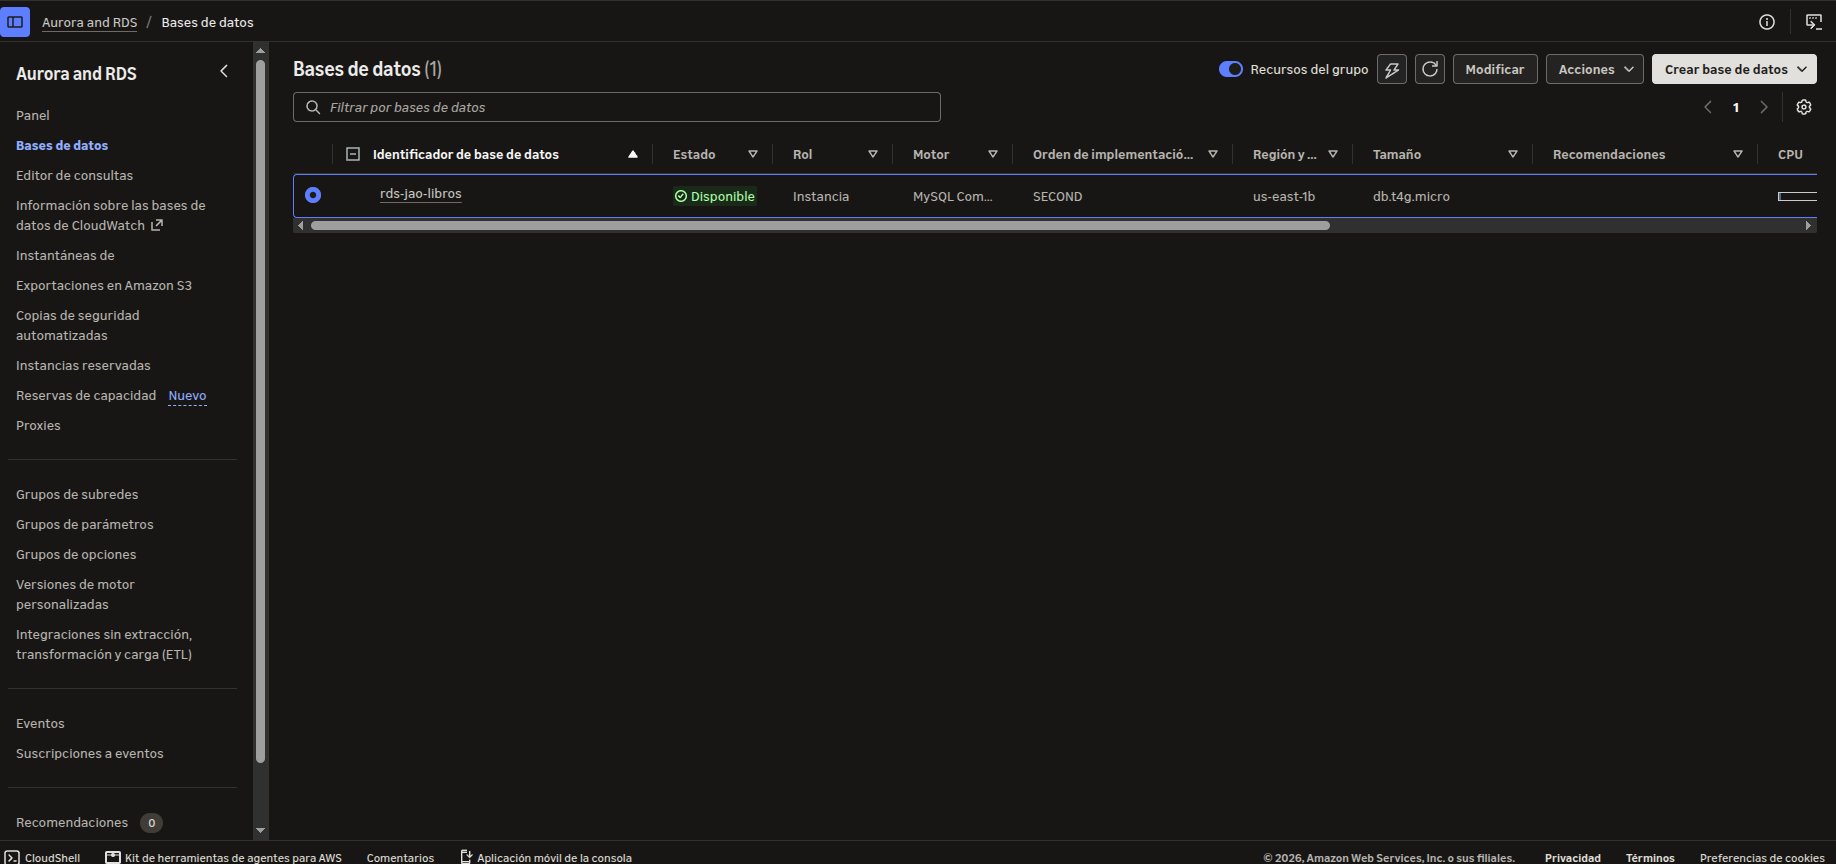 Aurora and RDS / Bases de datos
Aurora and RDS
Panel
Bases de datos
Editor de consultas
Información sobre las bases de
datos de CloudWatch
Instantáneas de
Exportaciones en Amazon S3
Copias de seguridad
automatizadas
Instancias reservadas
Reservas de capacidad Nuevo
Proxies
Grupos de subredes
Grupos de parámetros
Grupos de opciones
Versiones de motor
personalizadas
Integraciones sin extracción,
transformación y carga (ETL)
Eventos
Suscripciones a eventos
Recomendaciones 0
Bases de datos (1)
Recursos del grupo
Modificar
Acciones
Crear base de datos
Filtrar por bases de datos
1
Identificador de base de datos Estado Rol Motor Orden de implementació... Región y ... Tamaño Recomendaciones CPU
rds-jao-libros Disponible Instancia MySQL Com... SECOND us-east-1b db.t4g.micro
CloudShell Kit de herramientas de agentes para AWS Comentarios Aplicación móvil de la consola © 2026, Amazon Web Services, Inc. o sus filiales. Privacidad Términos Preferencias de cookies